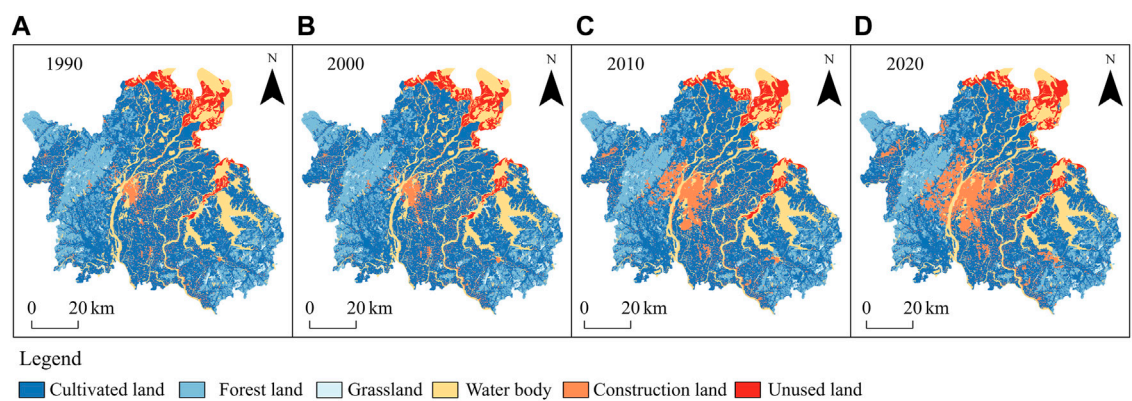 A
B
C
D
1990
N
2000
N
2010
N
2020
N
0 20 km
0 20 km
0 20 km
0 20 km
Legend
Cultivated land Forest land Grassland Water body Construction land Unused land